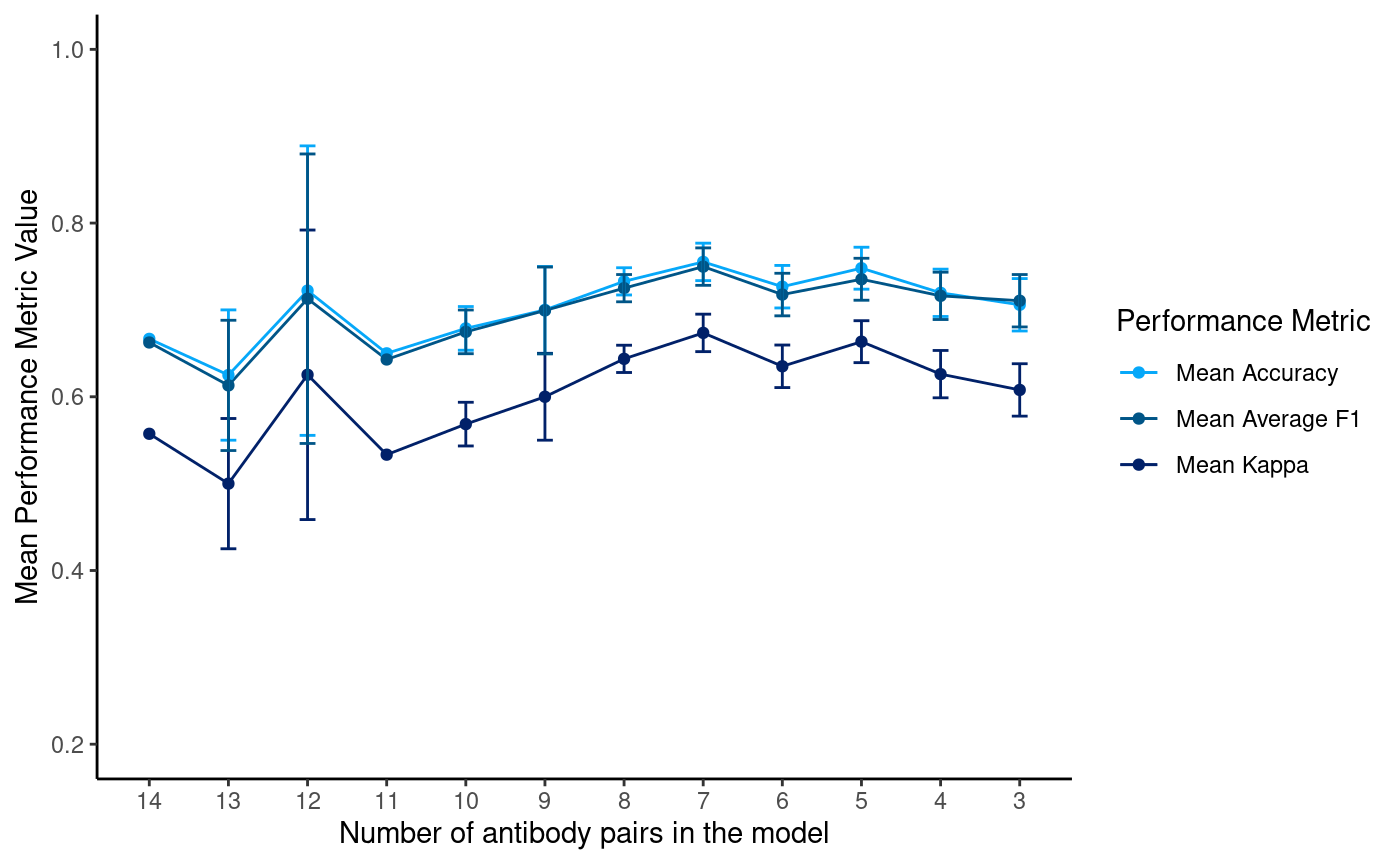 Mean Performance Metric Value
1.0
0.8
0.6
0.4
0.2
14 13 12 11 10 9 8 7 6 5 4 3
Number of antibody pairs in the model
Performance Metric
Mean Accuracy
Mean Average F1
Mean Kappa